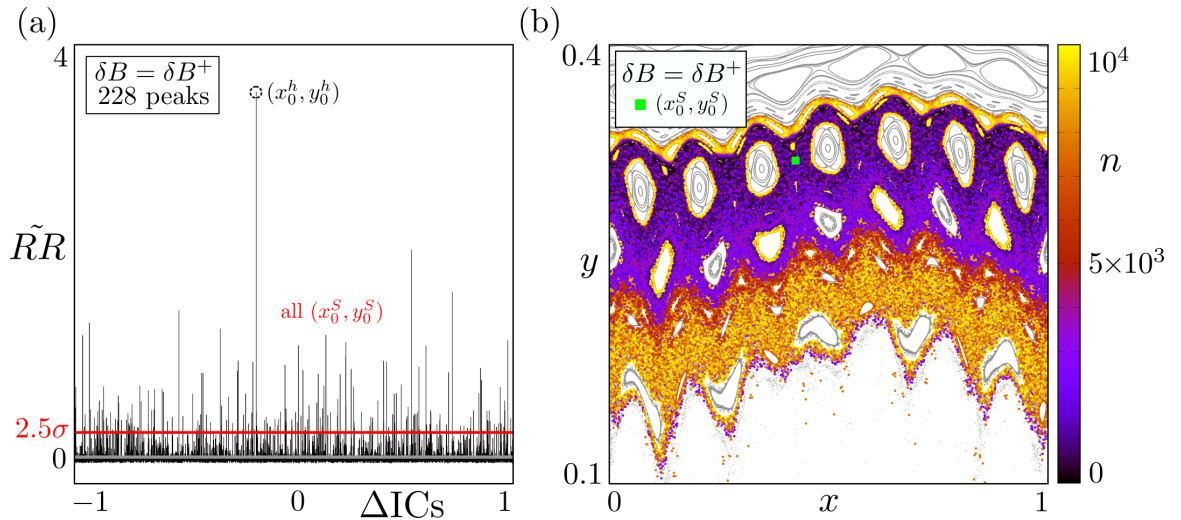 (a)
4
δB = δB⁺
228 peaks
(x₀ʰ, y₀ʰ)
R̃R
all (x₀ˢ, y₀ˢ)
2.5σ
0
−1
0
1
ΔICs
(b)
0.4
δB = δB⁺
(x₀ˢ, y₀ˢ)
y
0.1
0
x
1
10⁴
n
5×10³
0